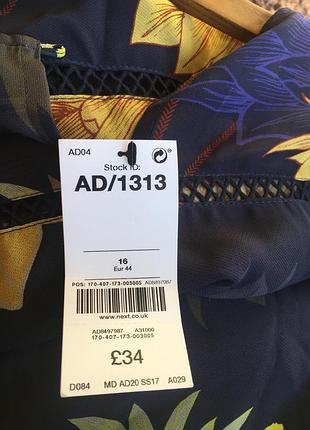 AD04
Stock ID:
AD/1313
16
Eur 44
POS: 170-407-173-003005 AD8497987
www.next.co.uk
AD8497987 A31000
170-407-173-003005
£34
D084 MD AD20 SS17 A029